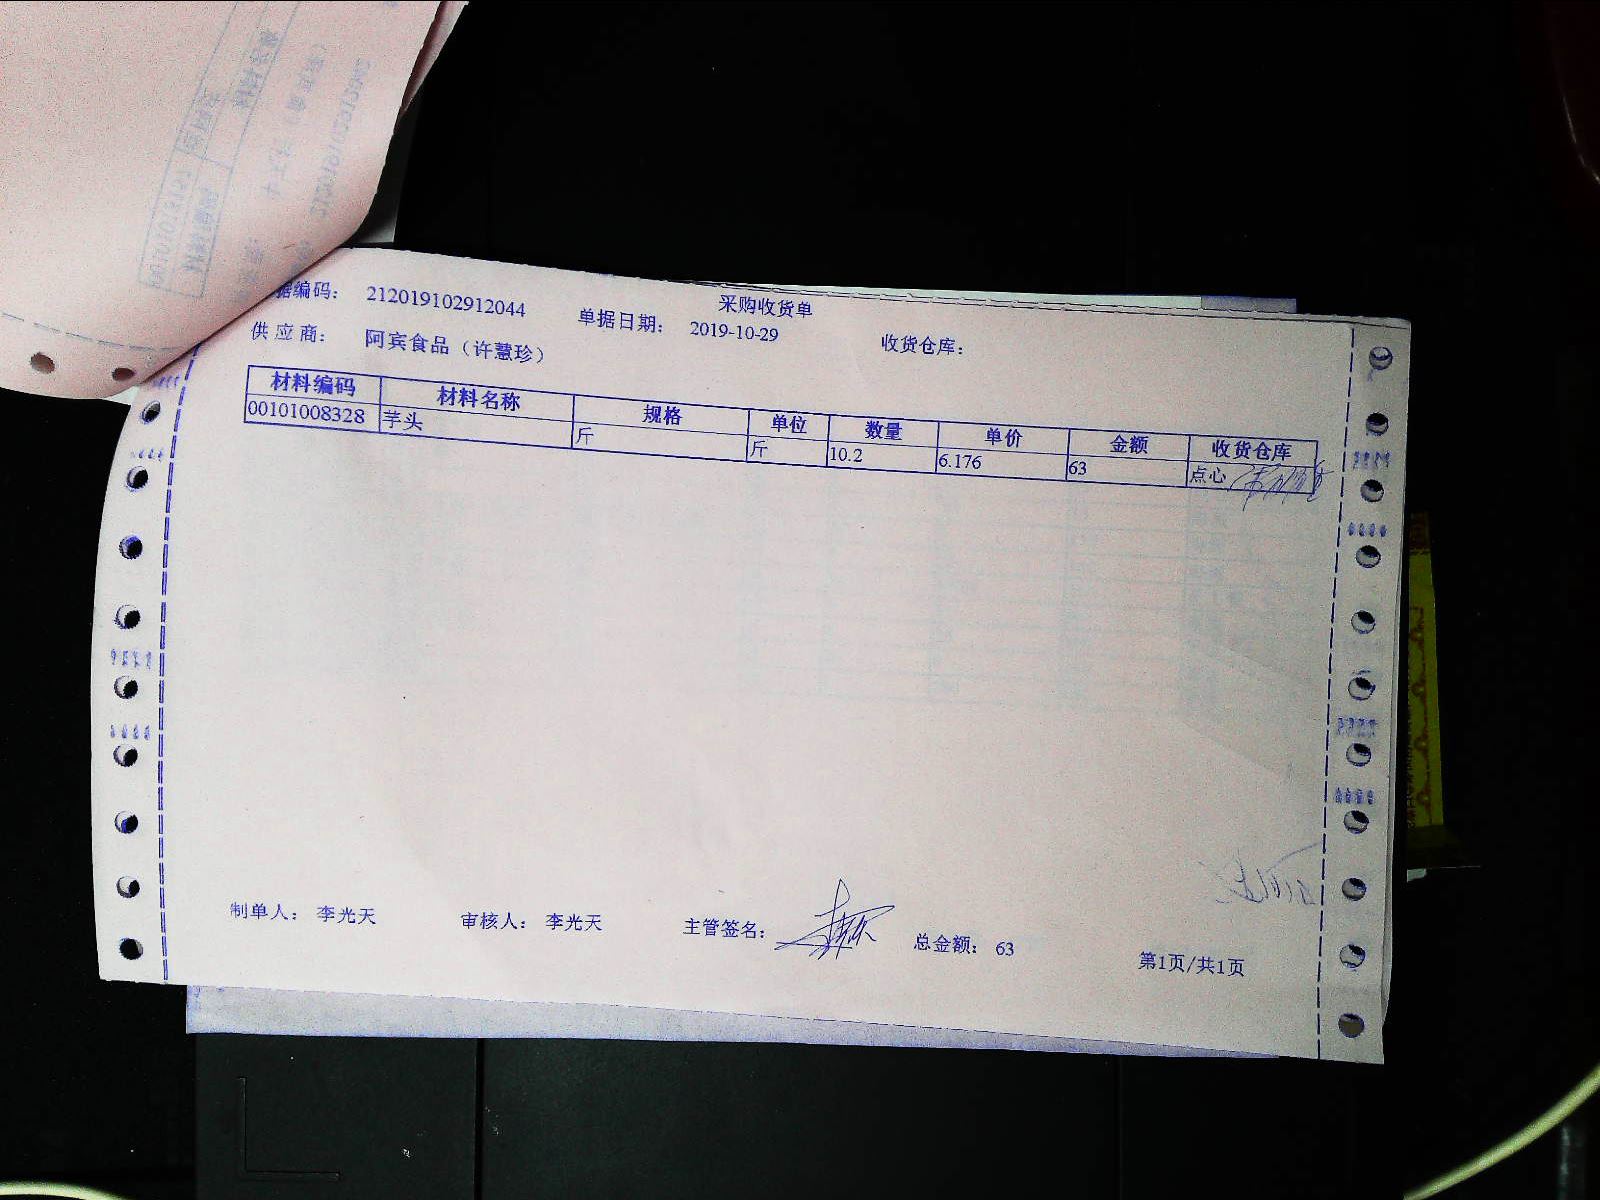 采购收货单
据编码： 212019102912044 单据日期： 2019-10-29 收货仓库：
供应商： 阿宾食品（许慧珍）
材料编码 材料名称 规格 单位 数量 单价 金额 收货仓库
00101008328 芋头 斤 斤 10.2 6.176 63 点心
制单人： 李光天 审核人： 李光天 主管签名： 总金额： 63
第1页/共1页